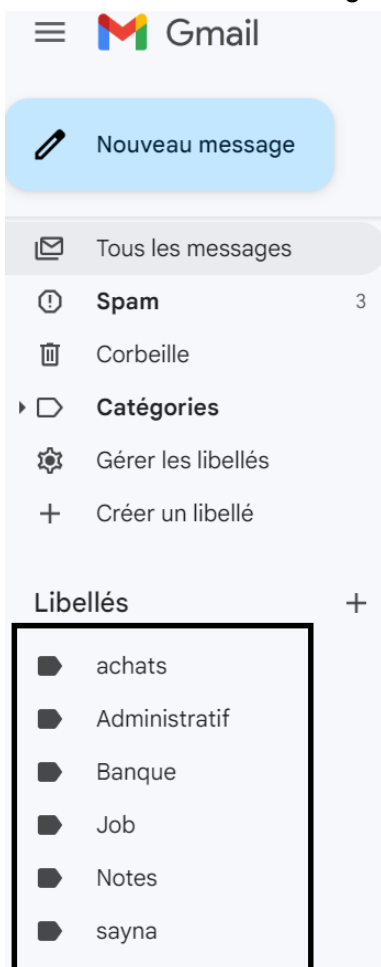 Gmail
Nouveau message
Tous les messages
Spam 3
Corbeille
Catégories
Gérer les libellés
Créer un libellé
Libellés
achats
Administratif
Banque
Job
Notes
sayna